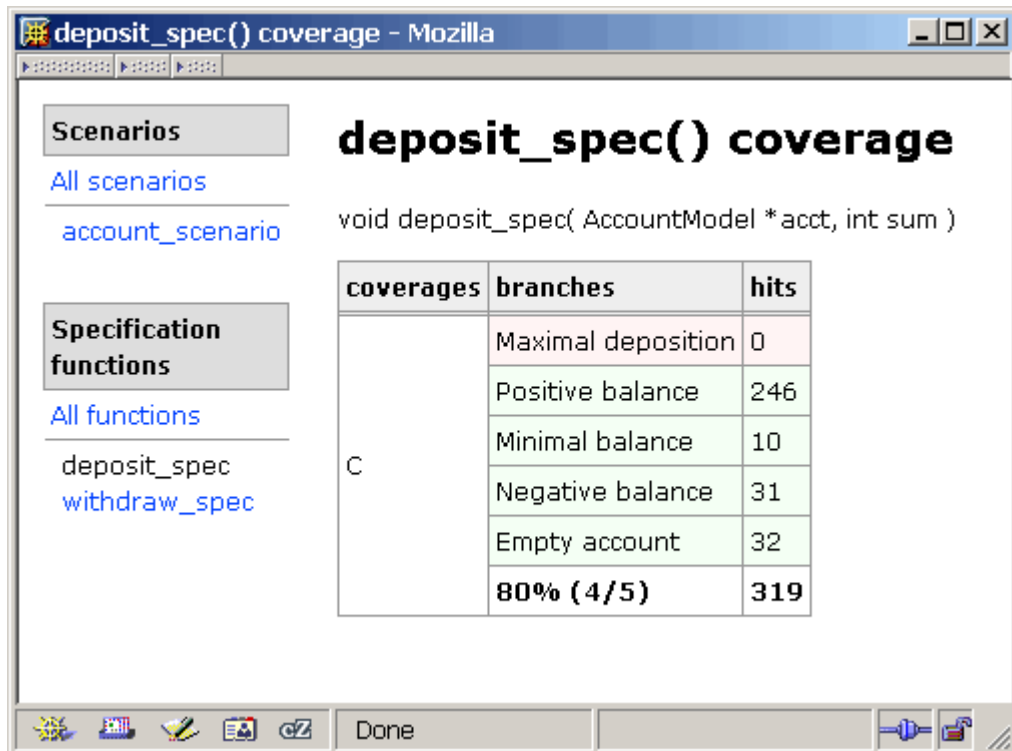 deposit_spec() coverage - Mozilla
Scenarios
All scenarios
account_scenario
Specification
functions
All functions
deposit_spec
withdraw_spec
deposit_spec() coverage
void deposit_spec( AccountModel *acct, int sum )
coverages branches hits
C
Maximal deposition 0
Positive balance 246
Minimal balance 10
Negative balance 31
Empty account 32
80% (4/5) 319
Done